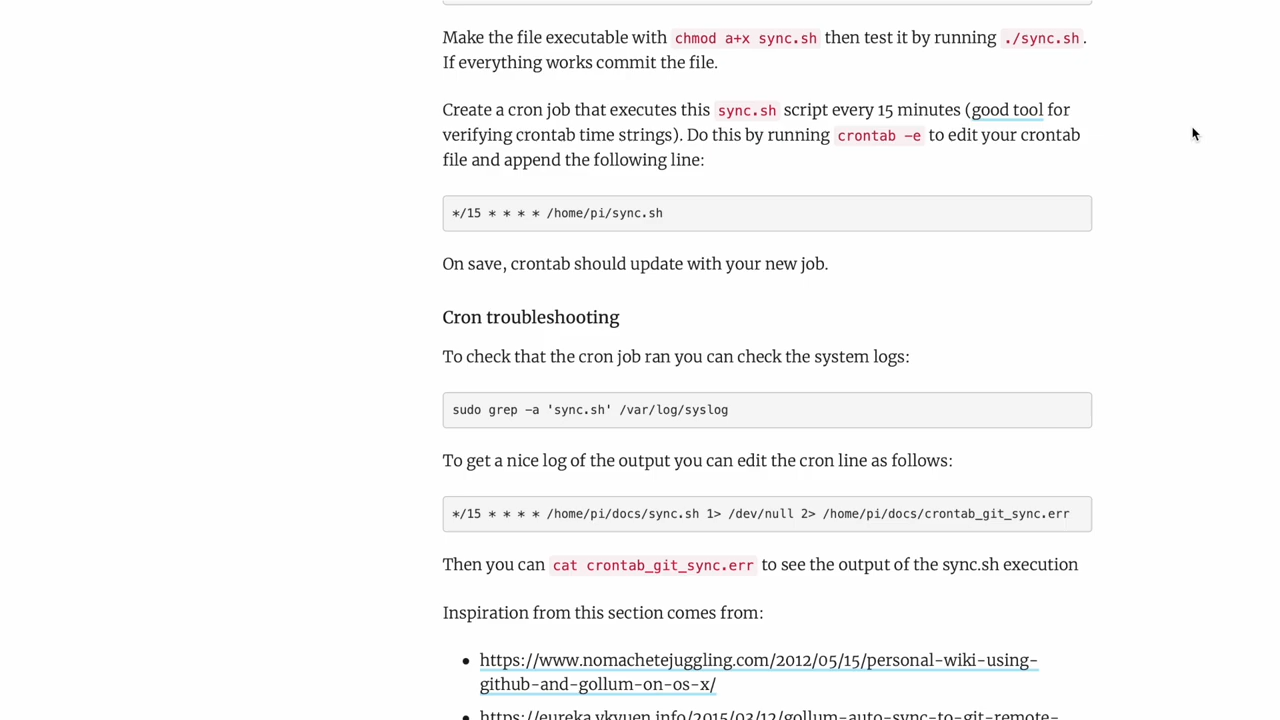 Make the file executable with chmod a+x sync.sh then test it by running ./sync.sh.
If everything works commit the file.
Create a cron job that executes this sync.sh script every 15 minutes (good tool for
verifying crontab time strings). Do this by running crontab -e to edit your crontab
file and append the following line:
*/15 * * * * /home/pi/sync.sh
On save, crontab should update with your new job.
Cron troubleshooting
To check that the cron job ran you can check the system logs:
sudo grep -a 'sync.sh' /var/log/syslog
To get a nice log of the output you can edit the cron line as follows:
*/15 * * * * /home/pi/docs/sync.sh 1> /dev/null 2> /home/pi/docs/crontab_git_sync.err
Then you can cat crontab_git_sync.err to see the output of the sync.sh execution
Inspiration from this section comes from:
• https://www.nomachetejuggling.com/2012/05/15/personal-wiki-using-
github-and-gollum-on-os-x/
• https://eureka.ykyuen.info/2015/03/12/gollum-auto-sync-to-git-remote-